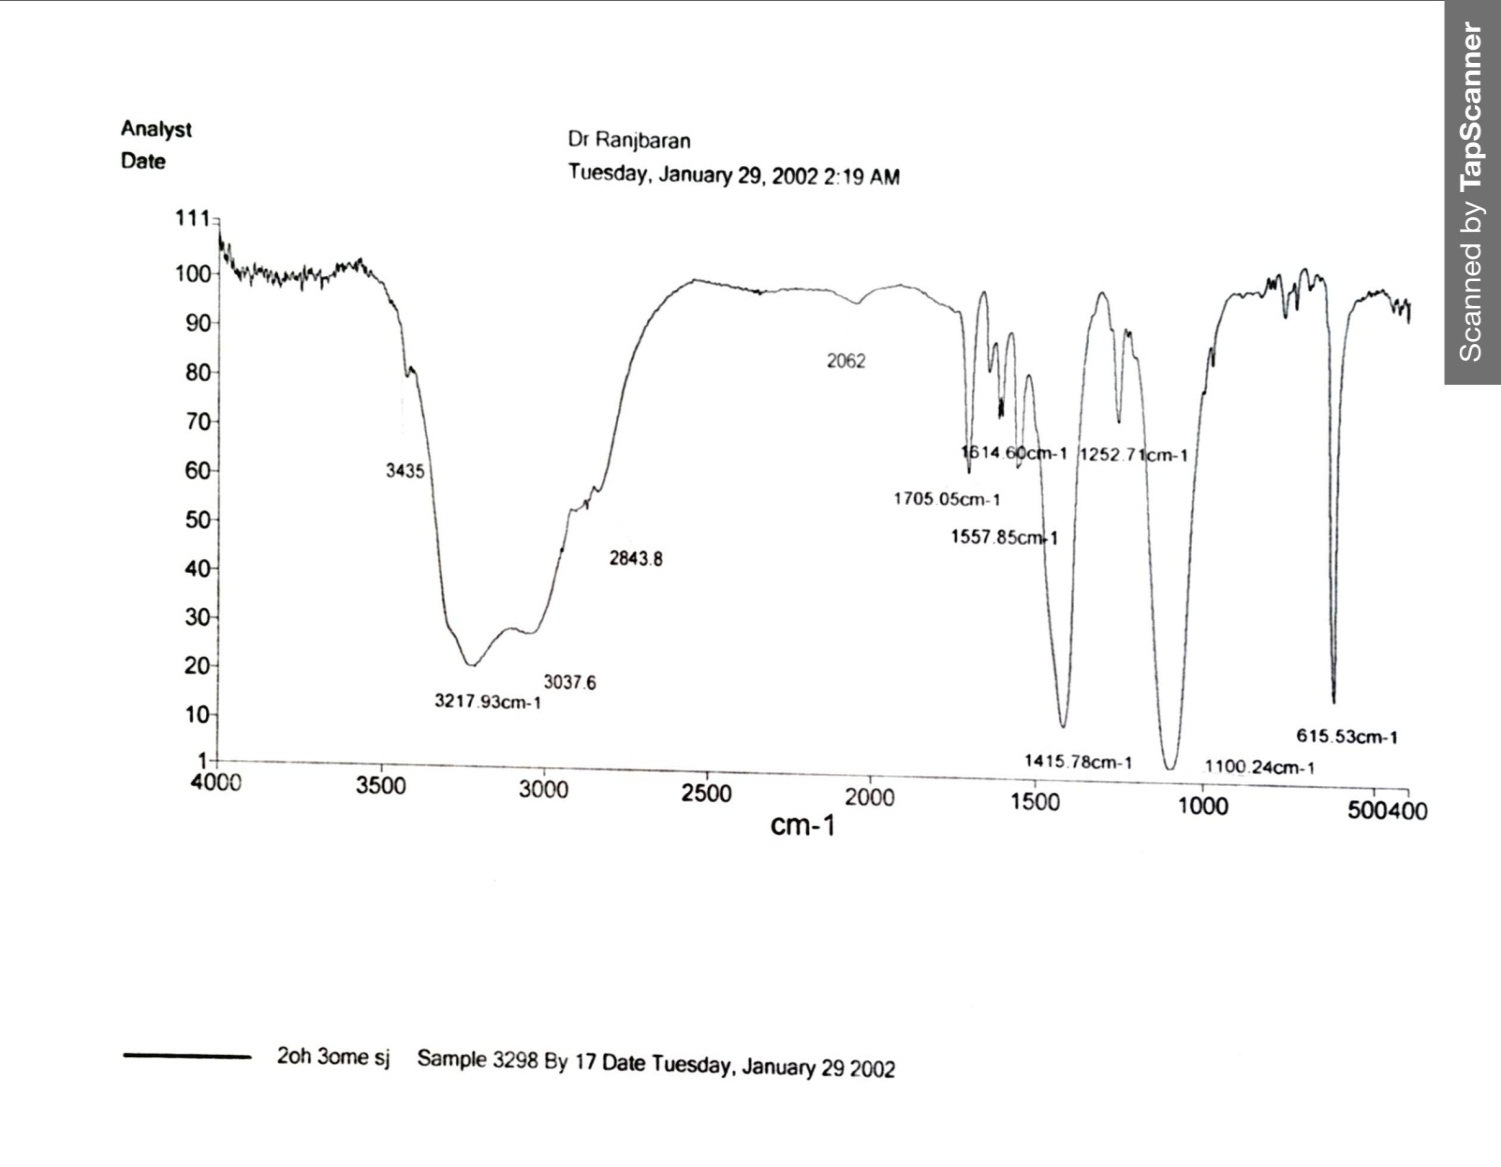 Scanned by TapScanner
Analyst
Dr Ranjbaran
Date
Tuesday, January 29, 2002 2:19 AM
111
100
90
80
70
60
50
40
30
20
10
1
3435
3217.93cm-1
3037.6
2843.8
2062
1705.05cm-1
1614.60cm-1
1557.85cm-1
1415.78cm-1
1252.71cm-1
1100.24cm-1
615.53cm-1
4000 3500 3000 2500 2000 1500 1000 500400
cm-1
2oh 3ome sj Sample 3298 By 17 Date Tuesday, January 29 2002